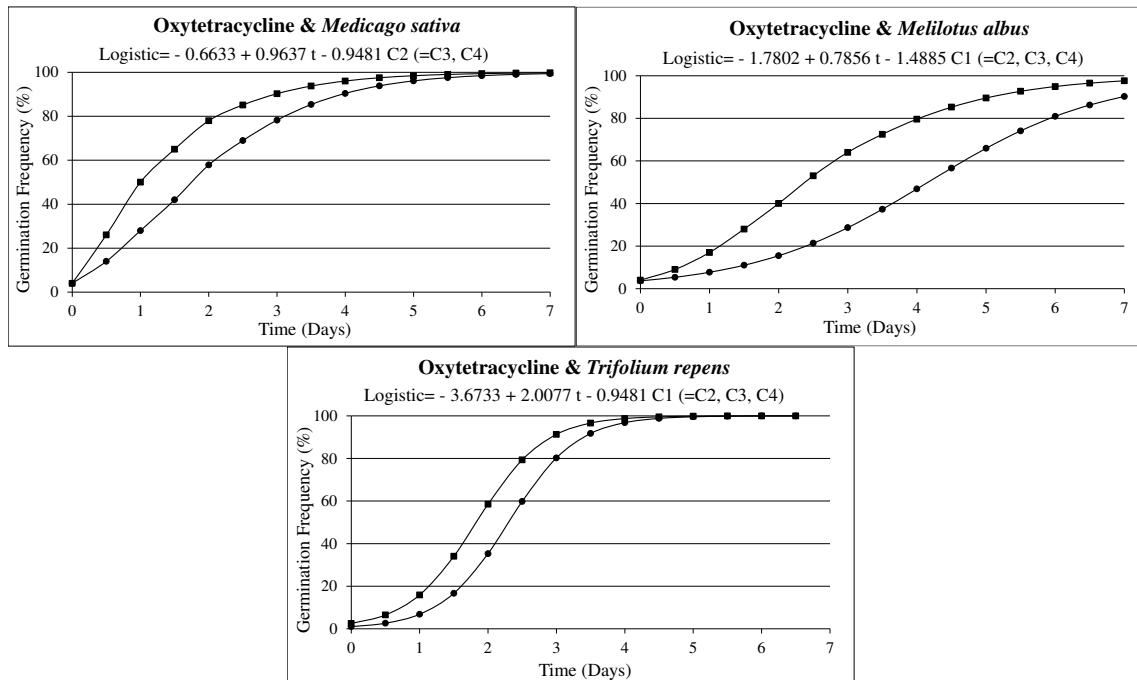 Oxytetracycline & Medicago sativa
Logistic= - 0.6633 + 0.9637 t - 0.9481 C2 (=C3, C4)
Germination Frequency (%)
100
80
60
40
20
0
0 1 2 3 4 5 6 7
Time (Days)
Oxytetracycline & Melilotus albus
Logistic= - 1.7802 + 0.7856 t - 1.4885 C1 (=C2, C3, C4)
Germination Frequency (%)
100
80
60
40
20
0
0 1 2 3 4 5 6 7
Time (Days)
Oxytetracycline & Trifolium repens
Logistic= - 3.6733 + 2.0077 t - 0.9481 C1 (=C2, C3, C4)
Germination Frequency (%)
100
80
60
40
20
0
0 1 2 3 4 5 6 7
Time (Days)